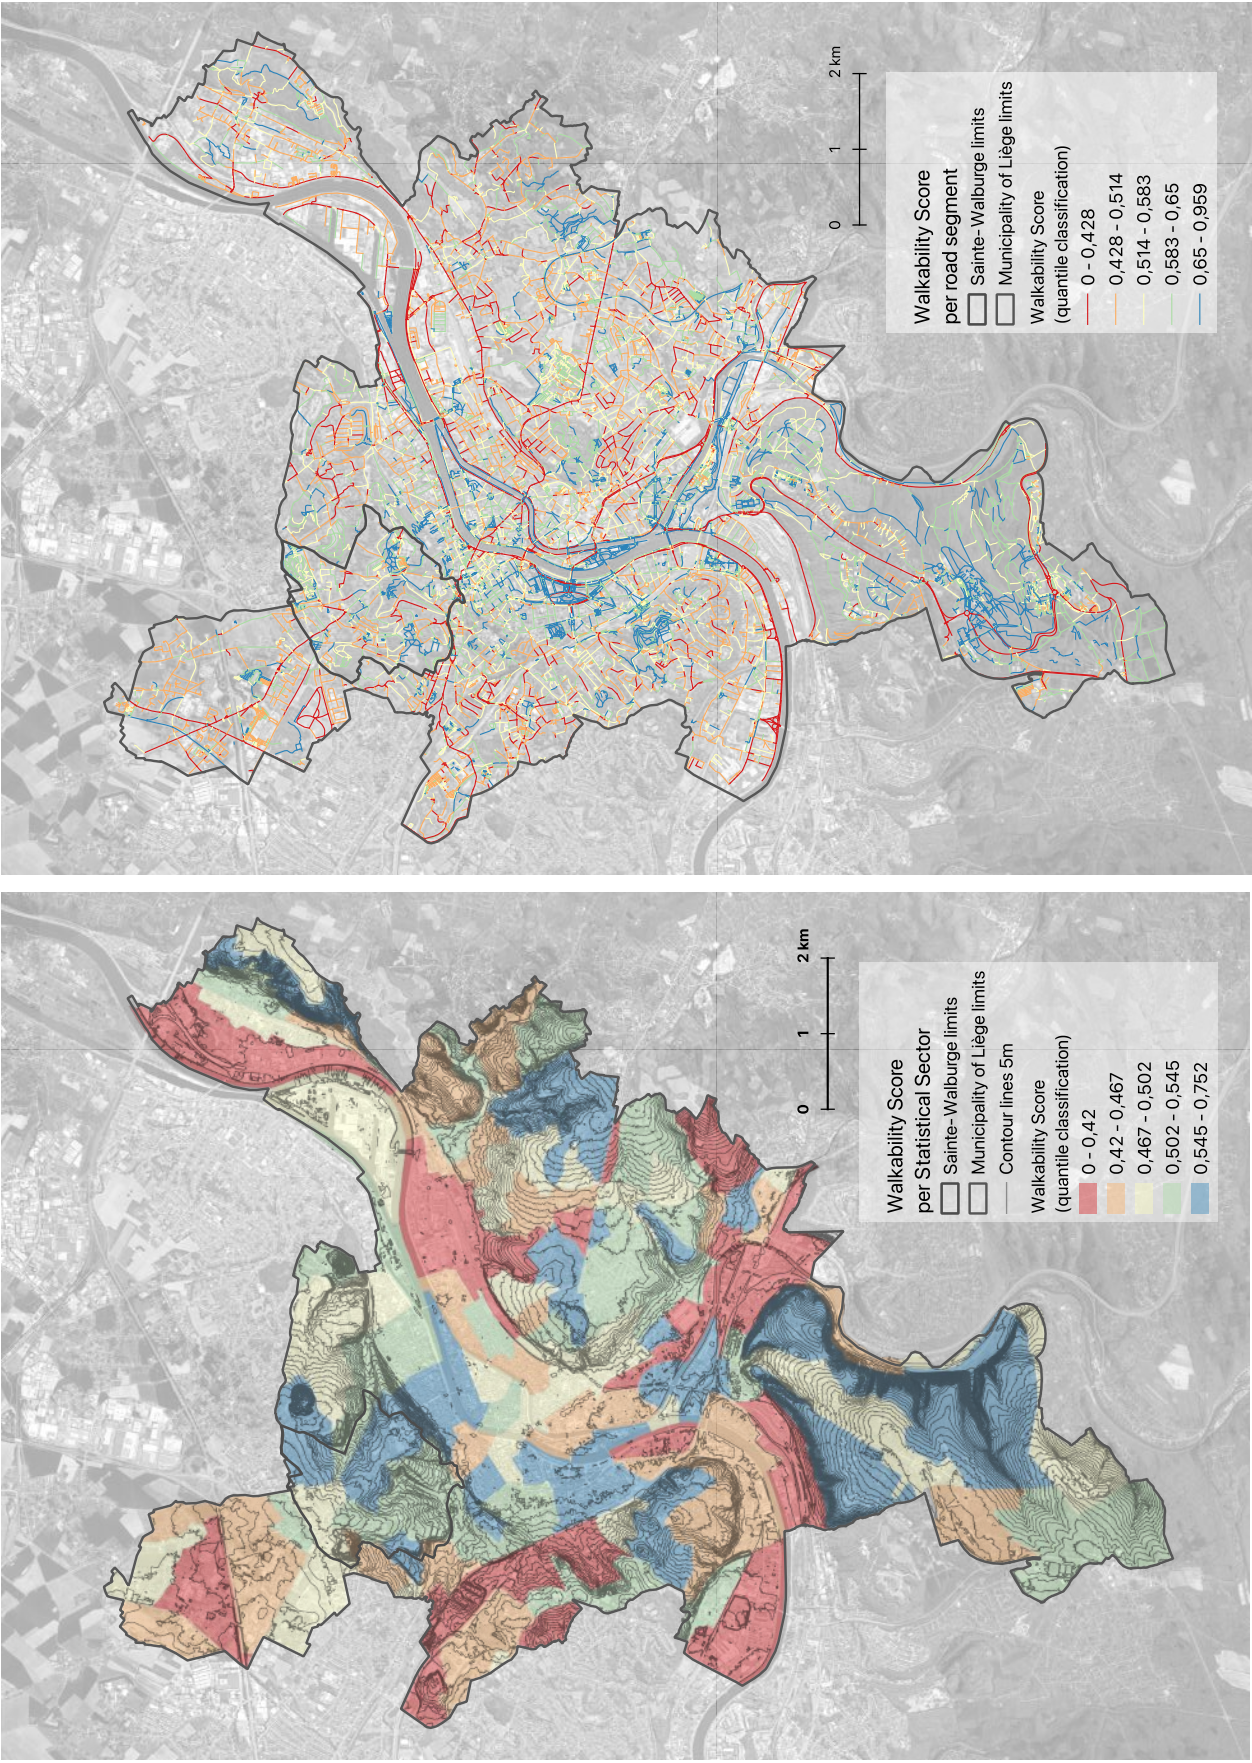 Walkability Score
per road segment
Sainte-Walburge limits
Municipality of Liège limits
Walkability Score
(quantile classification)
0 - 0,428
0,428 - 0,514
0,514 - 0,583
0,583 - 0,65
0,65 - 0,959
0 1 2 km
Walkability Score
per Statistical Sector
Sainte-Walburge limits
Municipality of Liège limits
Contour lines 5m
Walkability Score
(quantile classification)
0 - 0,42
0,42 - 0,467
0,467 - 0,502
0,502 - 0,545
0,545 - 0,752
0 1 2 km